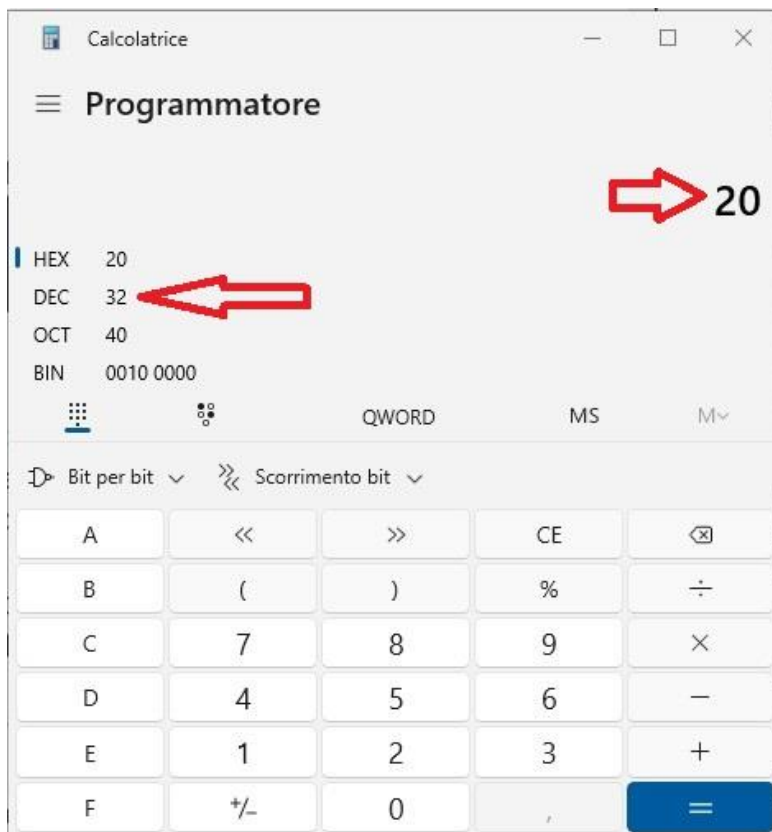 Calcolatrice
Programmatore
20
HEX 20
DEC 32
OCT 40
BIN 0010 0000
QWORD MS M
Bit per bit Scorrimento bit
A << >> CE
B ( ) % ÷
C 7 8 9 ×
D 4 5 6 −
E 1 2 3 +
F +/− 0 , =